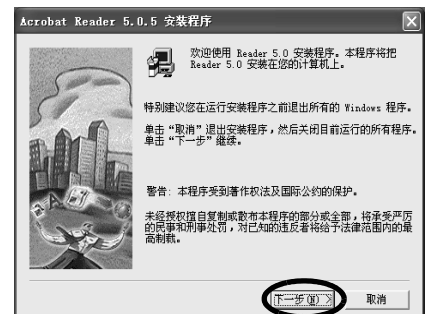 Acrobat Reader 5.0.5 安装程序
欢迎使用 Reader 5.0 安装程序。本程序将把
Reader 5.0 安装在您的计算机上。
特别建议您在运行安装程序之前退出所有的 Windows 程序。
单击“取消”退出安装程序，然后关闭目前运行的所有程序。
单击“下一步”继续。
警告: 本程序受到著作权法及国际公约的保护。
未经授权擅自复制或散布本程序的部分或全部，将承受严厉
的民事和刑事处罚，对已知的违反者将给予法律范围内的最
高制裁。
下一步(N) > 取消